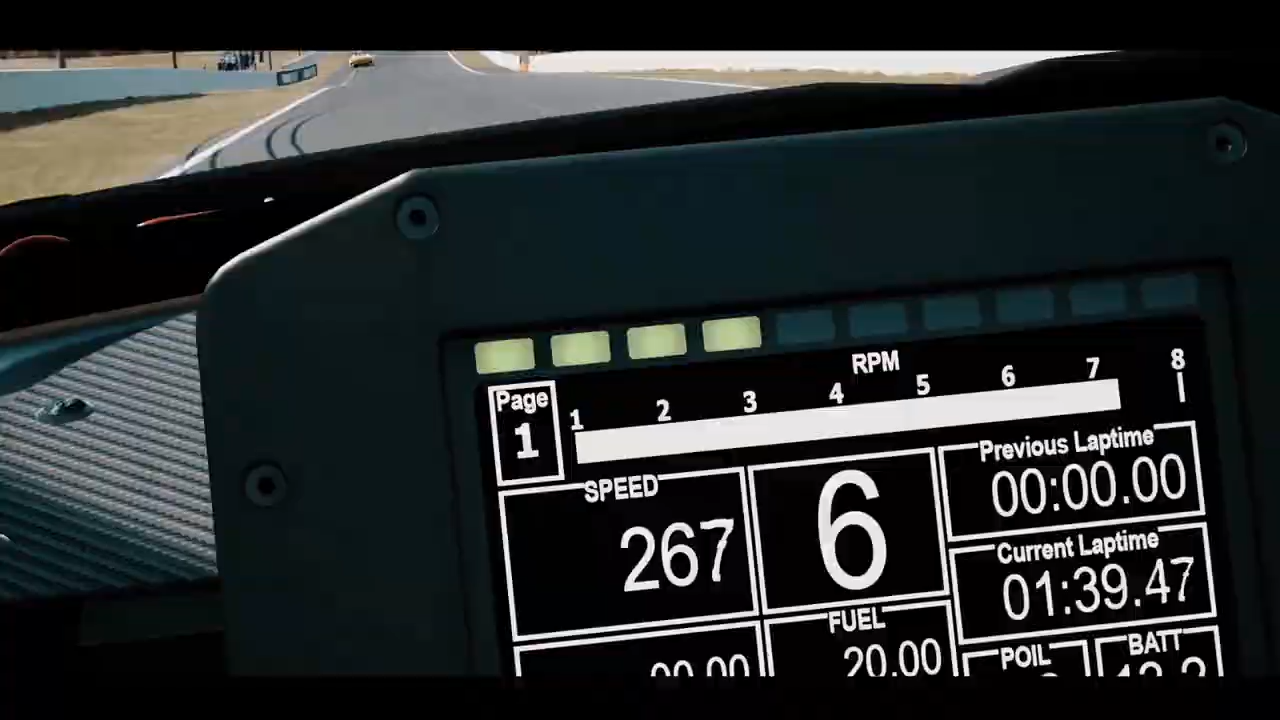 RPM
1 2 3 4 5 6 7 8
Page
1
SPEED
267
6
Previous Laptime
00:00.00
Current Laptime
01:39.47
FUEL
20.00
POIL
BATT